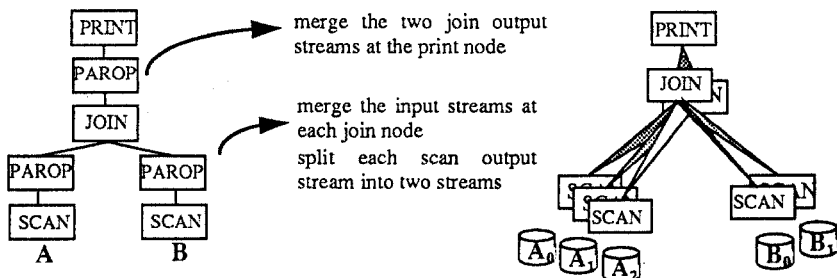 PRINT
PAROP
JOIN
PAROP
PAROP
SCAN
SCAN
A
B
merge the two join output
streams at the print node
merge the input streams at
each join node
split each scan output
stream into two streams
PRINT
JOIN
N
SCAN
SCAN
SCAN
SCAN
SCAN
A0
A1
A2
B0
B1